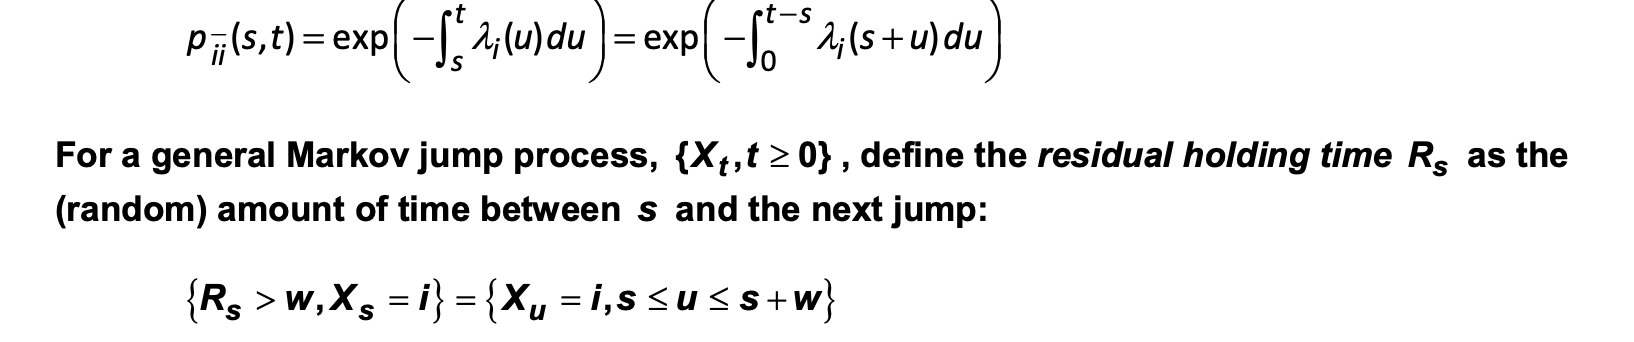 p_{\overline{ii}}(s,t) = exp(−∫_s^t λ_i(u)du) = exp(−∫_0^{t−s} λ_i(s+u)du)
For a general Markov jump process, {X_t, t ≥ 0} , define the residual holding time R_s as the
(random) amount of time between s and the next jump:
{R_s > w, X_s = i} = {X_u = i, s ≤ u ≤ s+w}